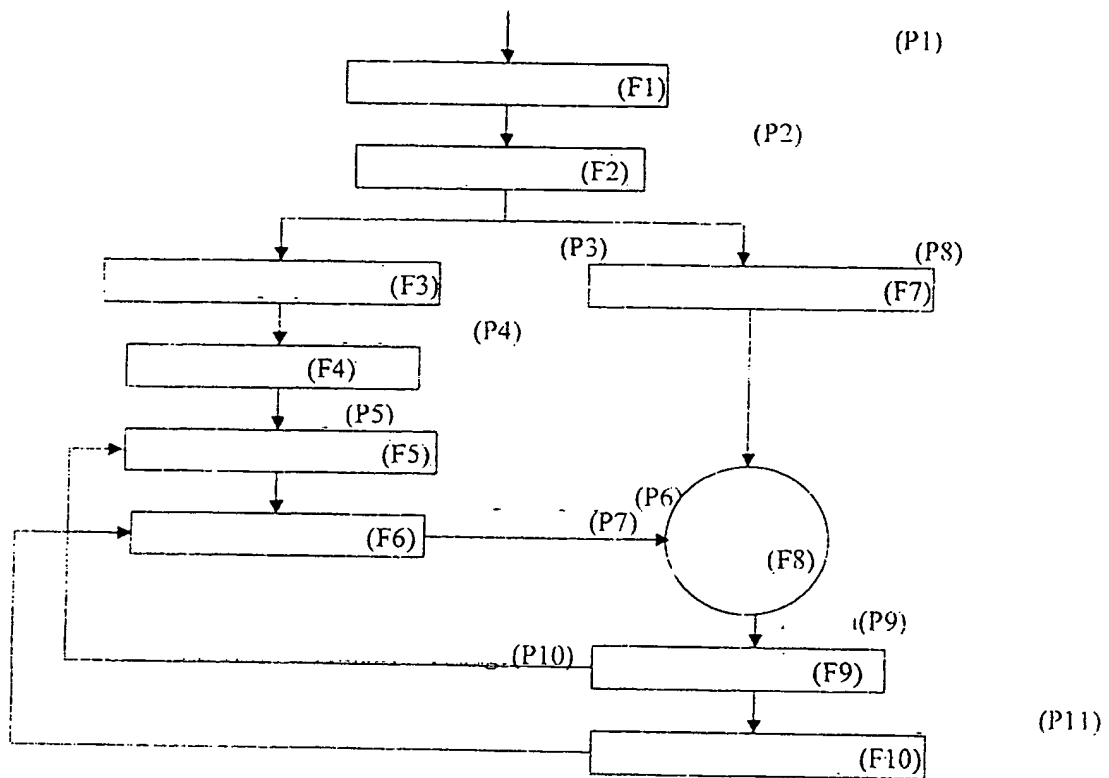 (P1)
(F1)
(P2)
(F2)
(P3)
(P8)
(F3)
(F7)
(P4)
(F4)
(P5)
(F5)
(P6)
(P7)
(F6)
(F8)
(P9)
(P10)
(F9)
(P11)
(F10)